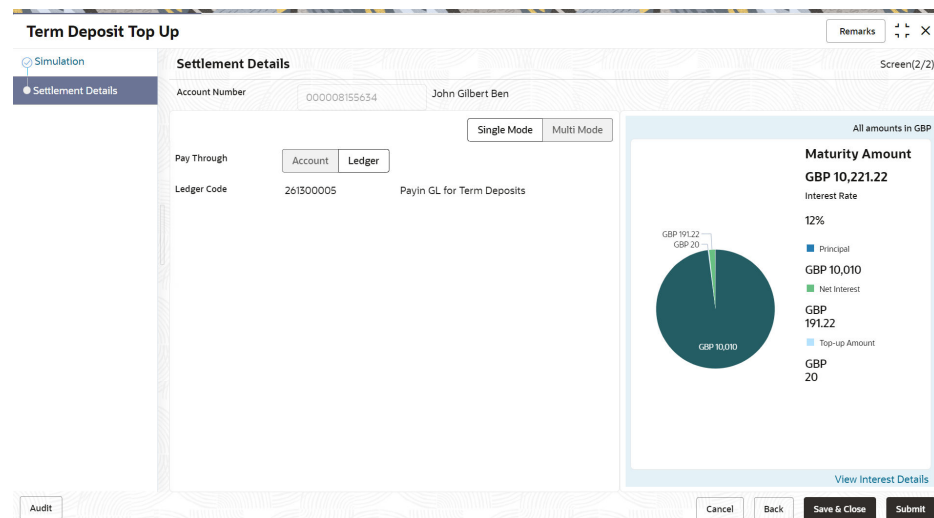 Term Deposit Top Up
Remarks
Simulation
Settlement Details
Settlement Details
Screen(2/2)
Account Number
000008155634
John Gilbert Ben
Single Mode
Multi Mode
Pay Through
Account
Ledger
Ledger Code
261300005
Payin GL for Term Deposits
All amounts in GBP
Maturity Amount
GBP 10,221.22
Interest Rate
12%
GBP 191.22
GBP 20
GBP 10,010
Principal
GBP 10,010
Net Interest
GBP
191.22
Top-up Amount
GBP
20
View Interest Details
Audit
Cancel
Back
Save & Close
Submit